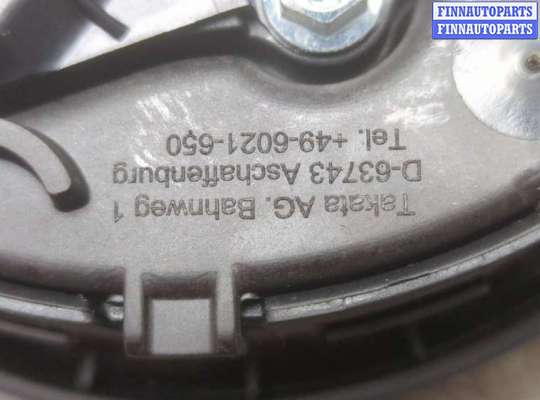 FINNAUTOPARTS
FINNAUTOPARTS
Takata AG. Bahnweg 1
D-63743 Aschaffenburg
Tel. +49-6021-650